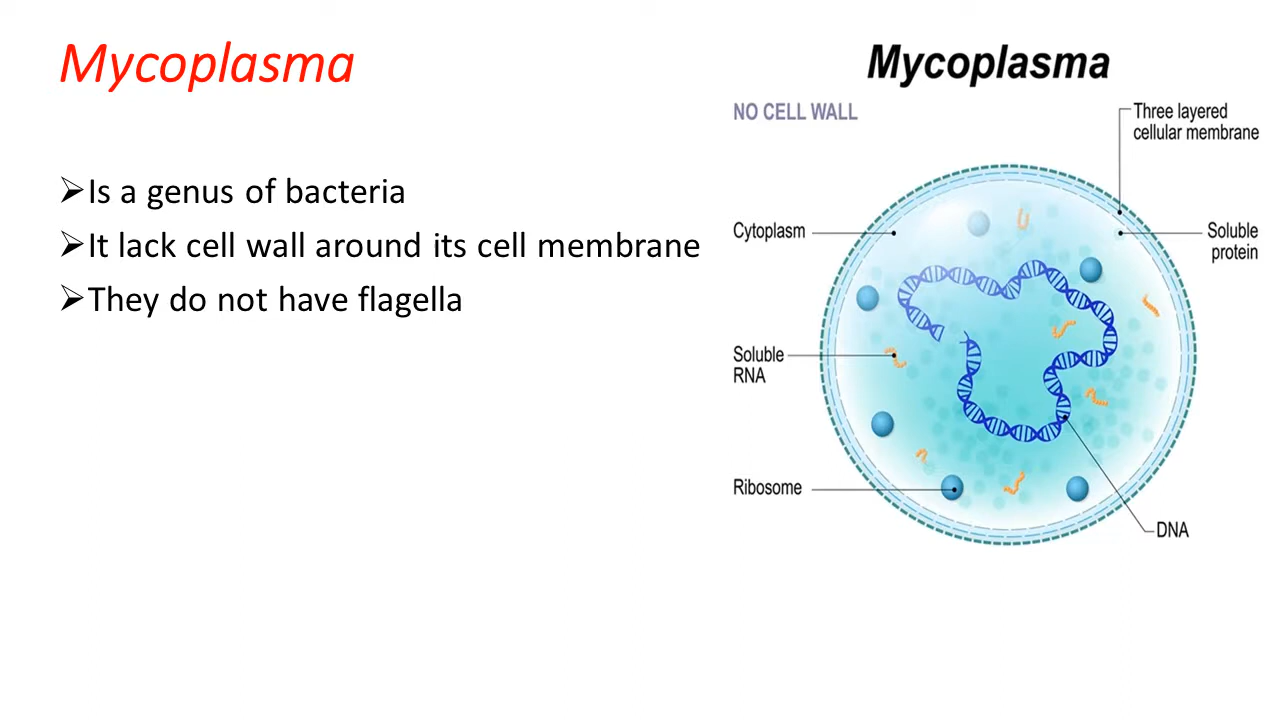 Mycoplasma
➢Is a genus of bacteria
➢It lack cell wall around its cell membrane
➢They do not have flagella
Mycoplasma
NO CELL WALL
Three layered
cellular membrane
Cytoplasm
Soluble
protein
Soluble
RNA
Ribosome
DNA